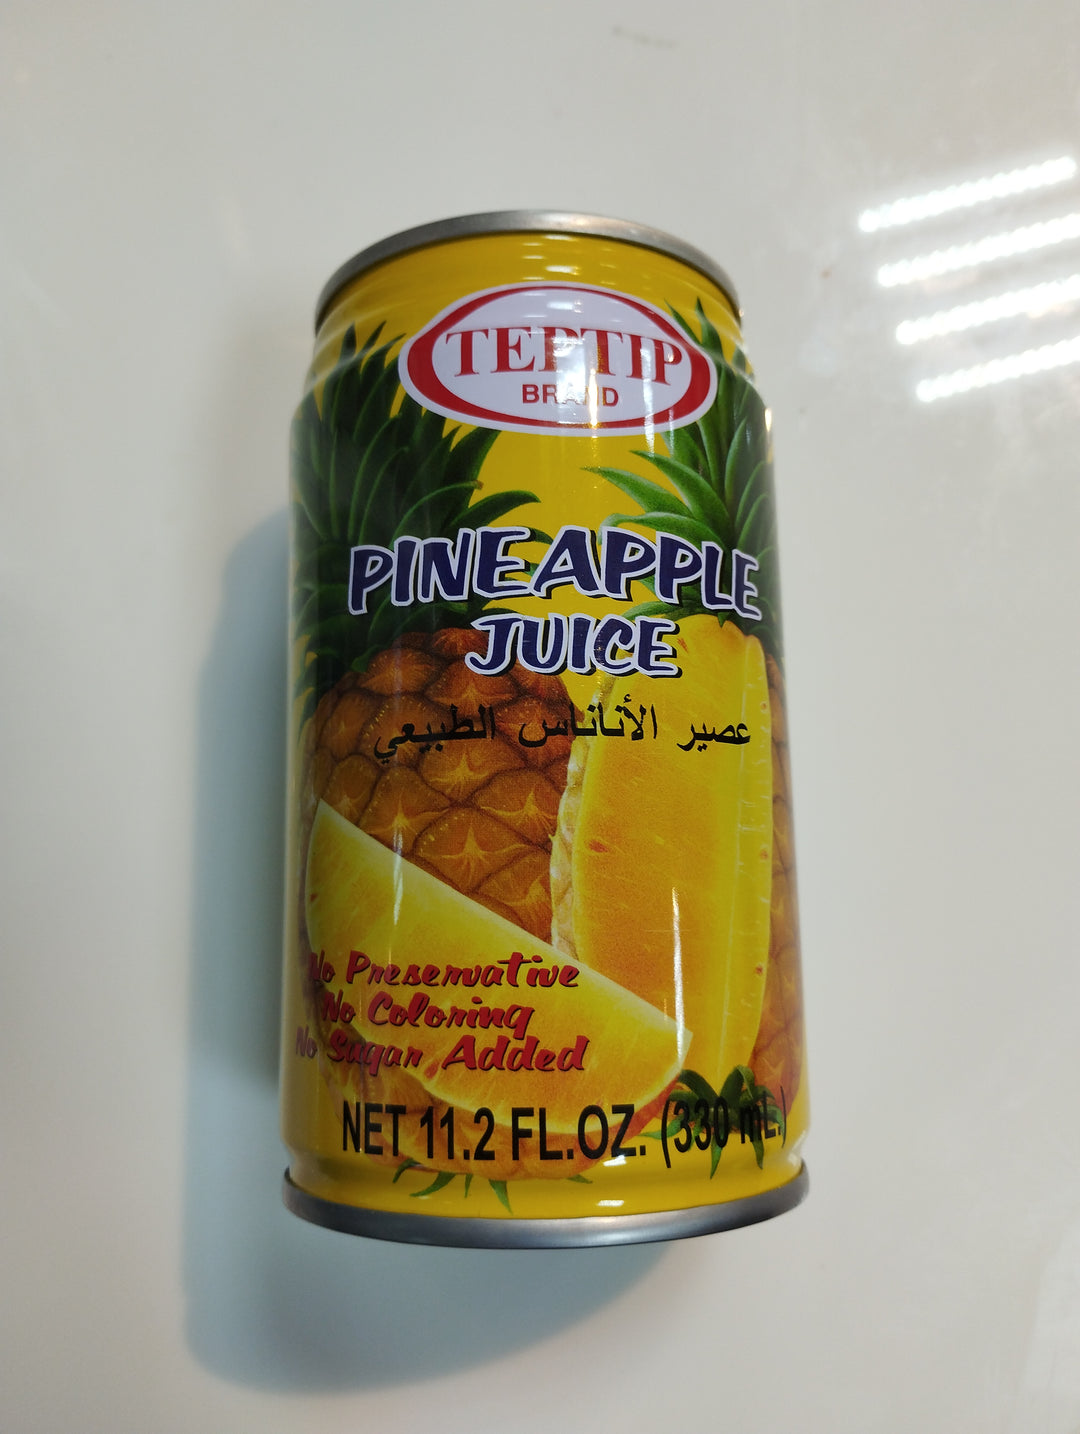 TEPTIP
BRAND
PINEAPPLE
JUICE
عصير الأناناس الطبيعي
No Preservative
No Coloring
No Sugar Added
NET 11.2 FL.OZ. (330 mL.)